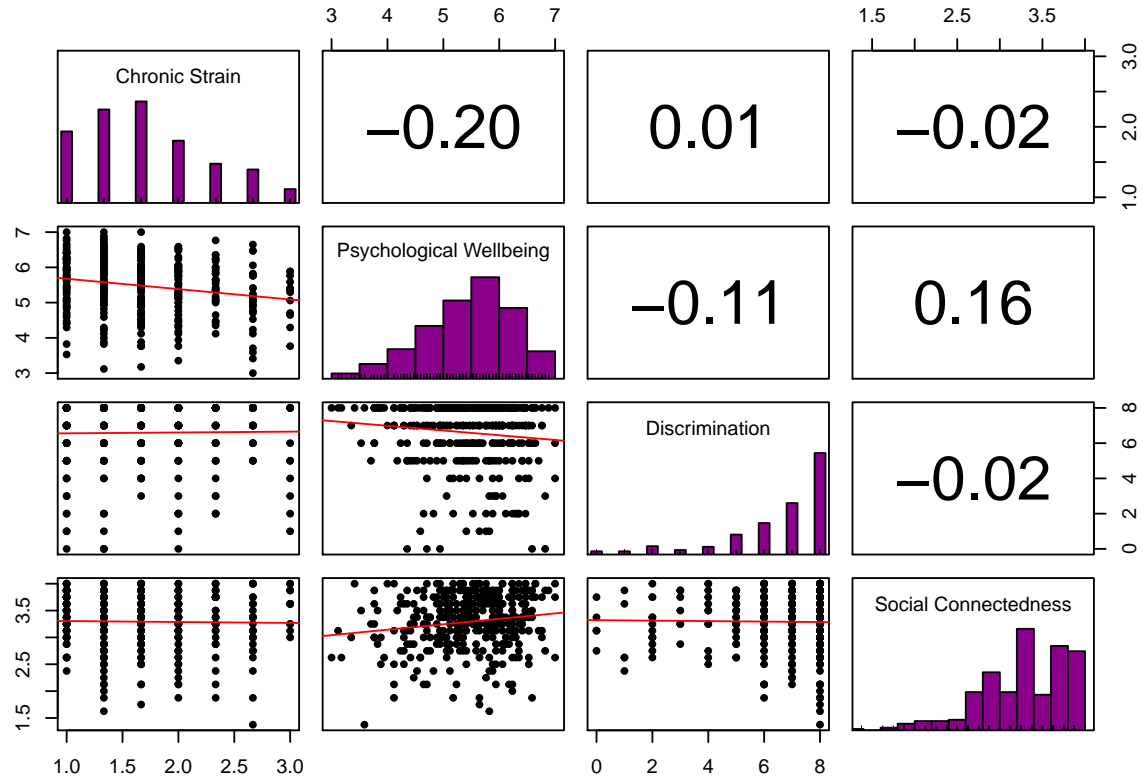 3 4 5 6 7
1.5 2.5 3.5
Chronic Strain
−0.20
0.01
−0.02
1.0 2.0 3.0
3 4 5 6 7
Psychological Wellbeing
−0.11
0.16
Discrimination
−0.02
0 2 4 6 8
1.5 2.5 3.5
Social Connectedness
1.0 1.5 2.0 2.5 3.0
0 2 4 6 8